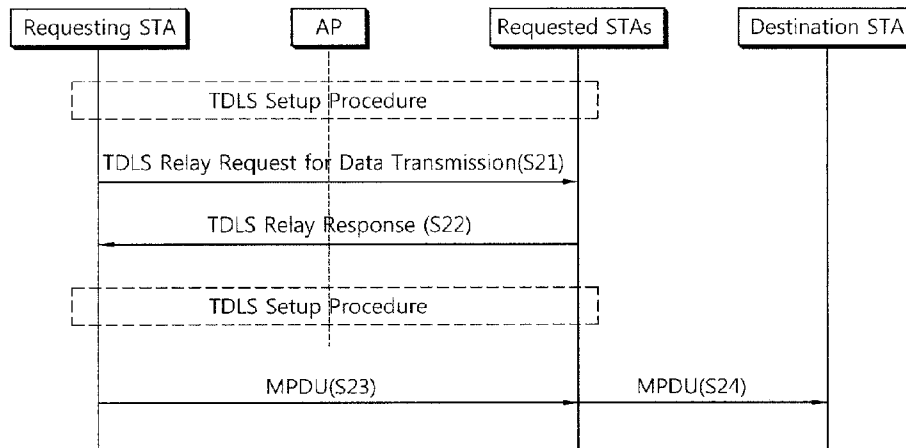 Requesting STA
AP
Requested STAs
Destination STA
TDLS Setup Procedure
TDLS Relay Request for Data Transmission(S21)
TDLS Relay Response (S22)
TDLS Setup Procedure
MPDU(S23)
MPDU(S24)